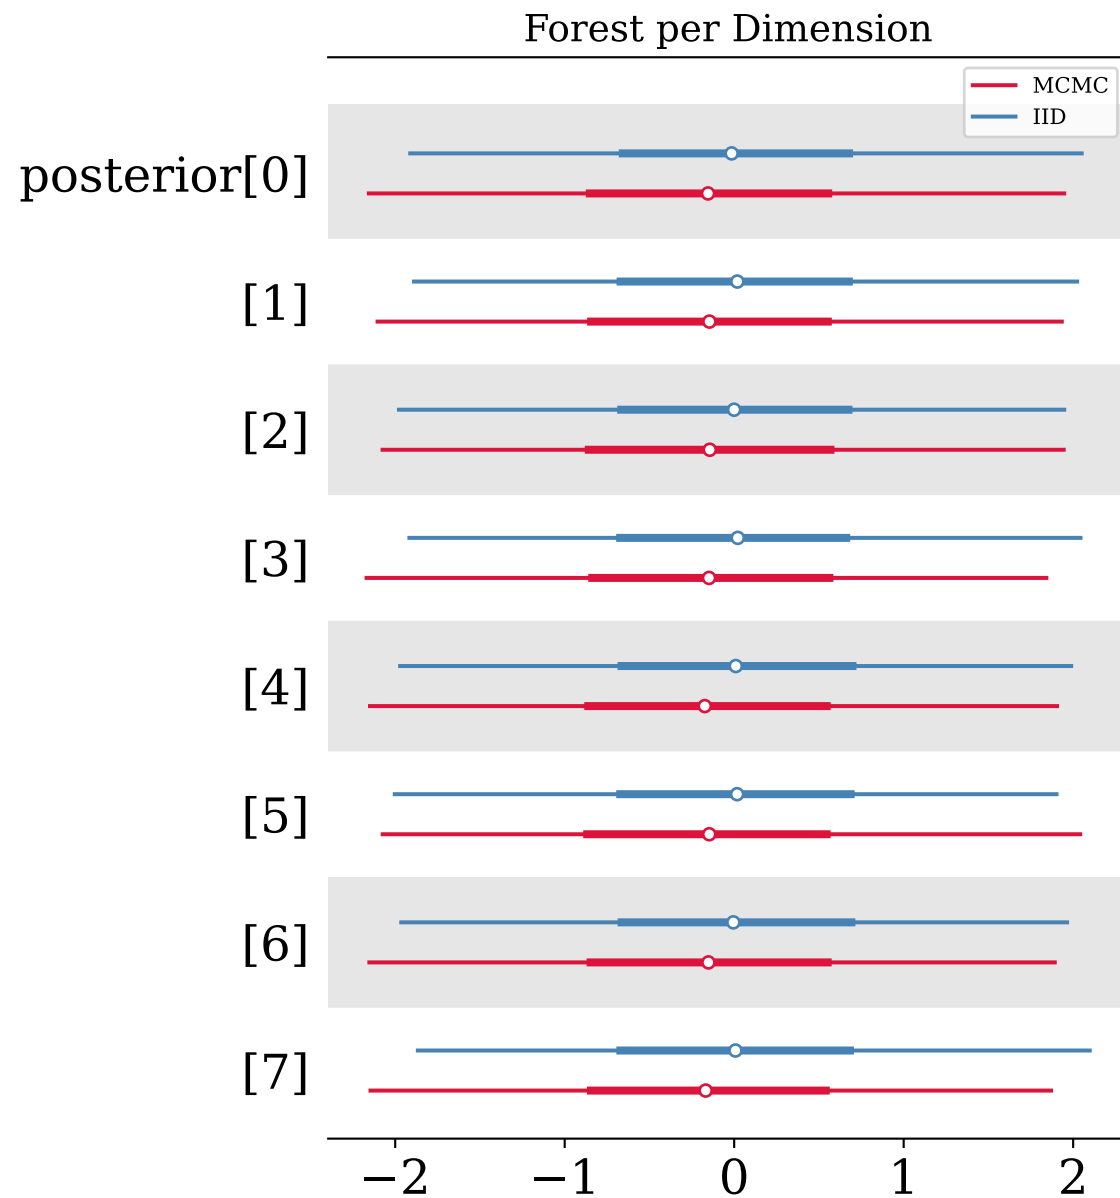 Forest per Dimension
MCMC
IID
posterior[0]
[1]
[2]
[3]
[4]
[5]
[6]
[7]
−2 −1 0 1 2